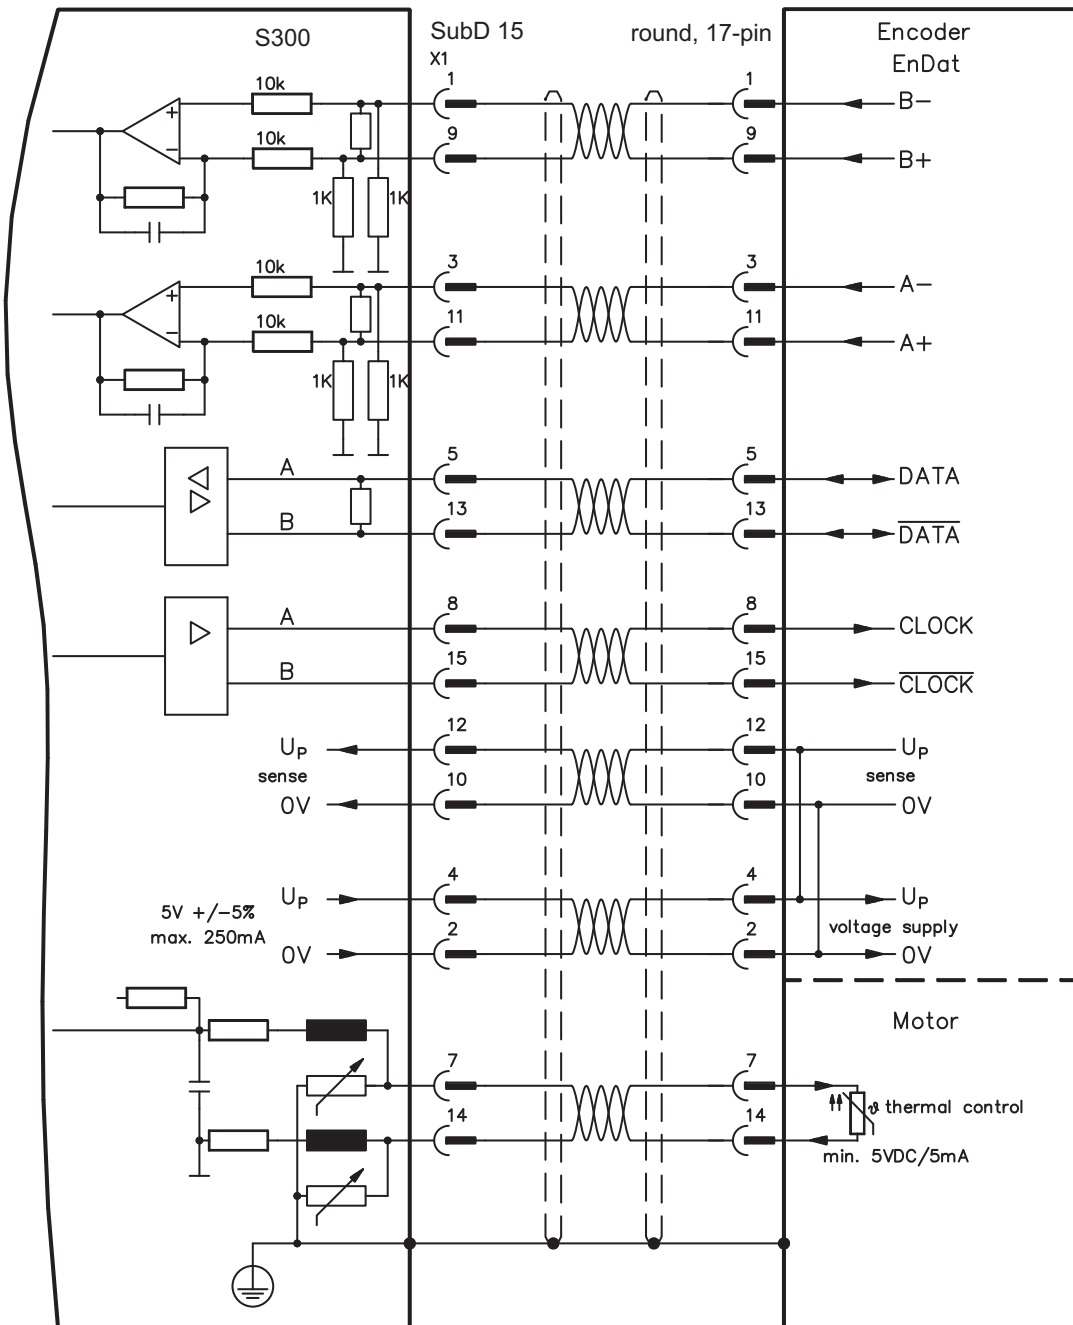 S300
SubD 15
round, 17-pin
Encoder
EnDat
X1
10k
1
1
B-
10k
9
9
B+
1K
1K
10k
3
3
A-
10k
11
11
A+
1K
1K
A
5
5
DATA
B
13
13
DATA
A
8
8
CLOCK
B
15
15
CLOCK
UP
12
12
UP
sense
sense
0V
10
10
0V
5V +/-5%
max. 250mA
UP
4
4
UP
voltage supply
0V
2
2
0V
Motor
7
7
ϑ thermal control
14
14
min. 5VDC/5mA
+
-
+
-